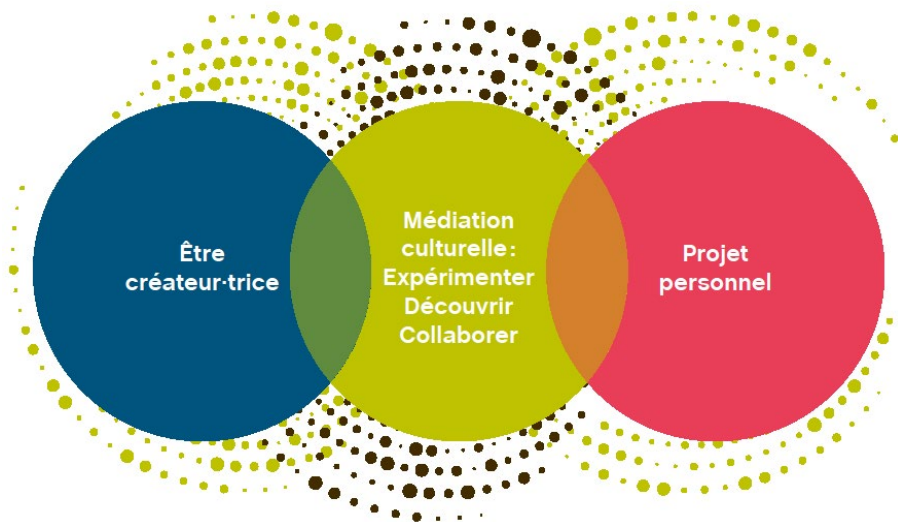 Être
créateur·trice
Médiation
culturelle :
Expérimenter
Découvrir
Collaborer
Projet
personnel